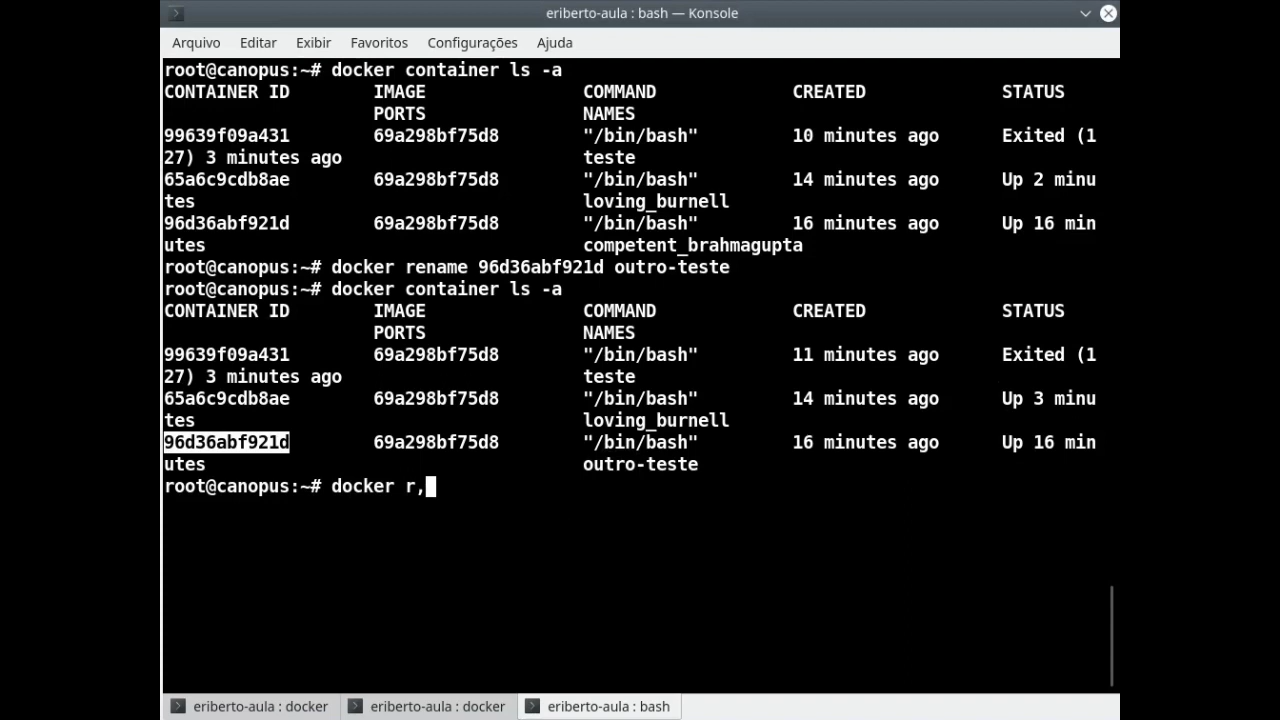 eriberto-aula : bash — Konsole
Arquivo Editar Exibir Favoritos Configurações Ajuda
root@canopus:~# docker container ls -a
CONTAINER ID IMAGE COMMAND CREATED STATUS
PORTS NAMES
99639f09a431 69a298bf75d8 "/bin/bash" 10 minutes ago Exited (1
27) 3 minutes ago teste
65a6c9cdb8ae 69a298bf75d8 "/bin/bash" 14 minutes ago Up 2 minu
tes loving_burnell
96d36abf921d 69a298bf75d8 "/bin/bash" 16 minutes ago Up 16 min
utes competent_brahmagupta
root@canopus:~# docker rename 96d36abf921d outro-teste
root@canopus:~# docker container ls -a
CONTAINER ID IMAGE COMMAND CREATED STATUS
PORTS NAMES
99639f09a431 69a298bf75d8 "/bin/bash" 11 minutes ago Exited (1
27) 3 minutes ago teste
65a6c9cdb8ae 69a298bf75d8 "/bin/bash" 14 minutes ago Up 3 minu
tes loving_burnell
96d36abf921d 69a298bf75d8 "/bin/bash" 16 minutes ago Up 16 min
utes outro-teste
root@canopus:~# docker r,
eriberto-aula : docker eriberto-aula : docker eriberto-aula : bash